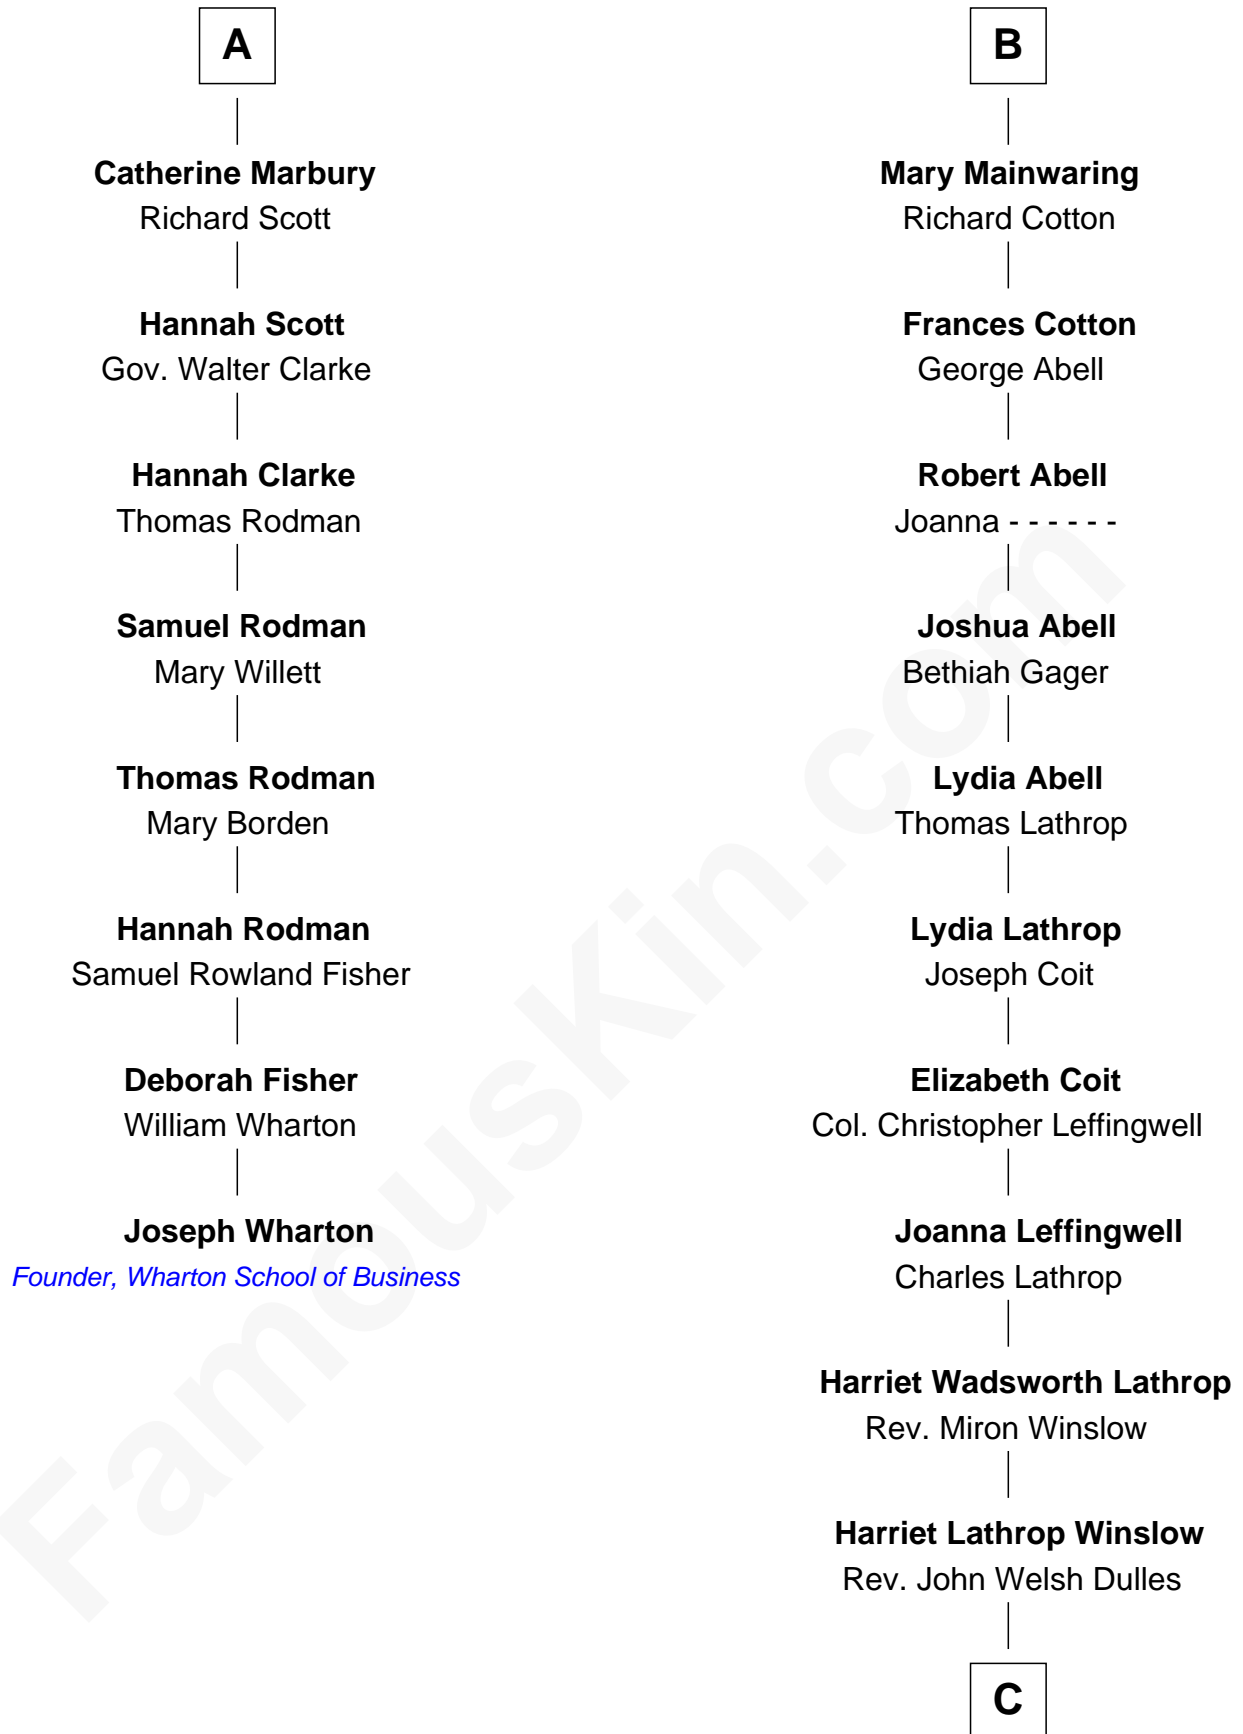 A
Catherine Marbury
Richard Scott
Hannah Scott
Gov. Walter Clarke
Hannah Clarke
Thomas Rodman
Samuel Rodman
Mary Willett
Thomas Rodman
Mary Borden
Hannah Rodman
Samuel Rowland Fisher
Deborah Fisher
William Wharton
Joseph Wharton
Founder, Wharton School of Business
B
Mary Mainwaring
Richard Cotton
Frances Cotton
George Abell
Robert Abell
Joanna - - - - - -
Joshua Abell
Bethiah Gager
Lydia Abell
Thomas Lathrop
Lydia Lathrop
Joseph Coit
Elizabeth Coit
Col. Christopher Leffingwell
Joanna Leffingwell
Charles Lathrop
Harriet Wadsworth Lathrop
Rev. Miron Winslow
Harriet Lathrop Winslow
Rev. John Welsh Dulles
C
FamousKin.com